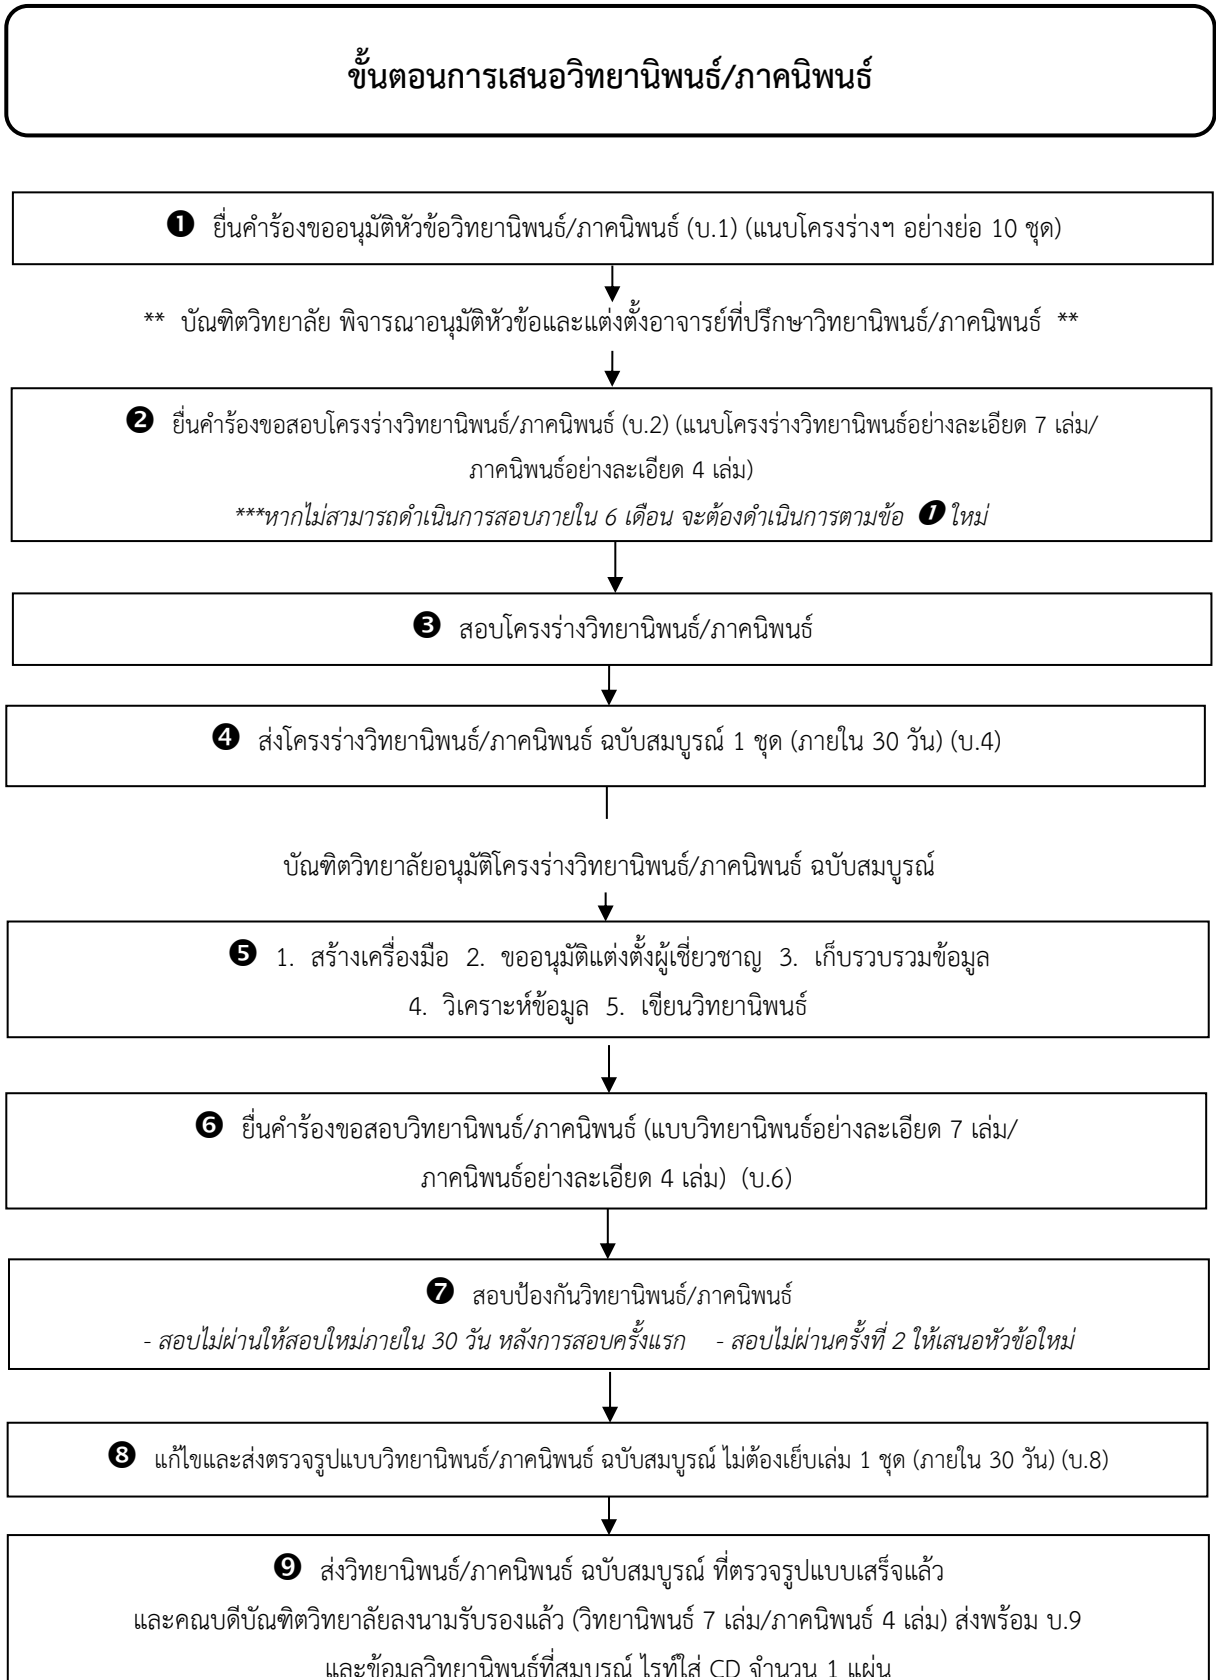 ขั้นตอนการเสนอวิทยานิพนธ์/ภาคนิพนธ์
❶ ยื่นคำร้องขออนุมัติหัวข้อวิทยานิพนธ์/ภาคนิพนธ์ (บ.1) (แนบโครงร่างฯ อย่างย่อ 10 ชุด)
** บัณฑิตวิทยาลัย พิจารณาอนุมัติหัวข้อและแต่งตั้งอาจารย์ที่ปรึกษาวิทยานิพนธ์/ภาคนิพนธ์ **
❷ ยื่นคำร้องขอสอบโครงร่างวิทยานิพนธ์/ภาคนิพนธ์ (บ.2) (แนบโครงร่างวิทยานิพนธ์อย่างละเอียด 7 เล่ม/
ภาคนิพนธ์อย่างละเอียด 4 เล่ม)
***หากไม่สามารถดำเนินการสอบภายใน 6 เดือน จะต้องดำเนินการตามข้อ ❶ ใหม่
❸ สอบโครงร่างวิทยานิพนธ์/ภาคนิพนธ์
❹ ส่งโครงร่างวิทยานิพนธ์/ภาคนิพนธ์ ฉบับสมบูรณ์ 1 ชุด (ภายใน 30 วัน) (บ.4)
บัณฑิตวิทยาลัยอนุมัติโครงร่างวิทยานิพนธ์/ภาคนิพนธ์ ฉบับสมบูรณ์
❺ 1. สร้างเครื่องมือ 2. ขออนุมัติแต่งตั้งผู้เชี่ยวชาญ 3. เก็บรวบรวมข้อมูล
4. วิเคราะห์ข้อมูล 5. เขียนวิทยานิพนธ์
❻ ยื่นคำร้องขอสอบวิทยานิพนธ์/ภาคนิพนธ์ (แบบวิทยานิพนธ์อย่างละเอียด 7 เล่ม/
ภาคนิพนธ์อย่างละเอียด 4 เล่ม) (บ.6)
❼ สอบป้องกันวิทยานิพนธ์/ภาคนิพนธ์
- สอบไม่ผ่านให้สอบใหม่ภายใน 30 วัน หลังการสอบครั้งแรก - สอบไม่ผ่านครั้งที่ 2 ให้เสนอหัวข้อใหม่
❽ แก้ไขและส่งตรวจรูปแบบวิทยานิพนธ์/ภาคนิพนธ์ ฉบับสมบูรณ์ ไม่ต้องเย็บเล่ม 1 ชุด (ภายใน 30 วัน) (บ.8)
❾ ส่งวิทยานิพนธ์/ภาคนิพนธ์ ฉบับสมบูรณ์ ที่ตรวจรูปแบบเสร็จแล้ว
และคณบดีบัณฑิตวิทยาลัยลงนามรับรองแล้ว (วิทยานิพนธ์ 7 เล่ม/ภาคนิพนธ์ 4 เล่ม) ส่งพร้อม บ.9
และข้อมูลวิทยานิพนธ์ที่สมบูรณ์ ไรท์ใส่ CD จำนวน 1 แผ่น